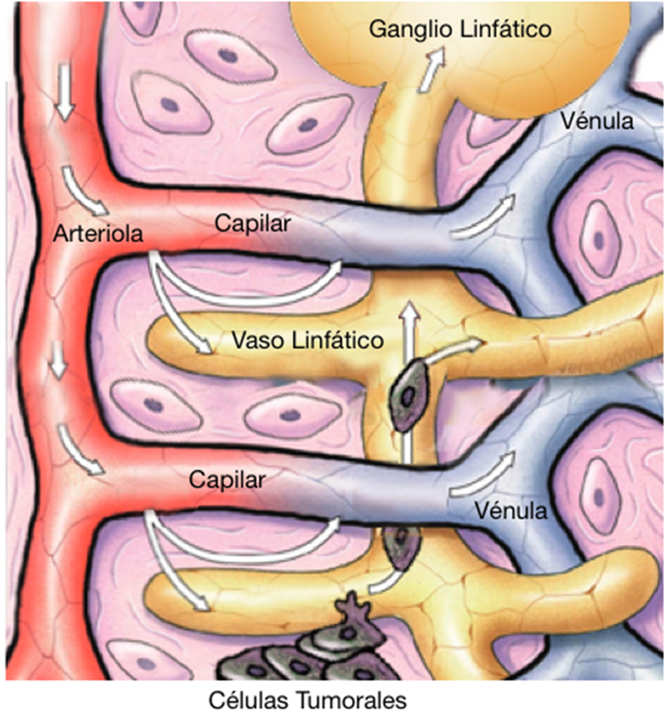 Ganglio Linfático
Vénula
Capilar
Arteriola
Vaso Linfático
Capilar
Vénula
Células Tumorales